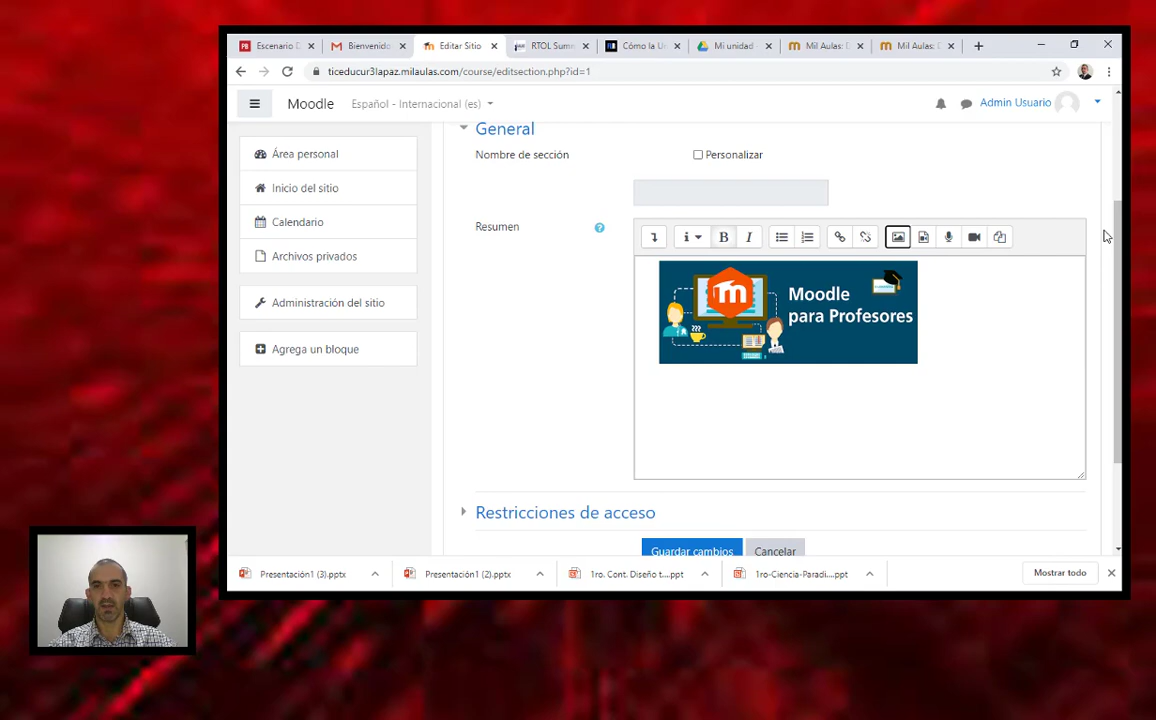 Escenario D
Bienvenido
Editar Sitio
RTOL Sum
Cómo la U
Mi unidad
Mil Aulas: D
Mil Aulas: D
ticeducur3lapaz.milaulas.com/course/editsection.php?id=1
Moodle
Español - Internacional (es)
Admin Usuario
Área personal
Inicio del sitio
Calendario
Archivos privados
Administración del sitio
Agrega un bloque
General
Nombre de sección
Personalizar
Resumen
i
B
I
m
Moodle
para Profesores
Restricciones de acceso
Guardar cambios
Cancelar
Presentación1 (3).pptx
Presentación1 (2).pptx
1ro. Cont. Diseño t....ppt
1ro-Ciencia-Paradi....ppt
Mostrar todo